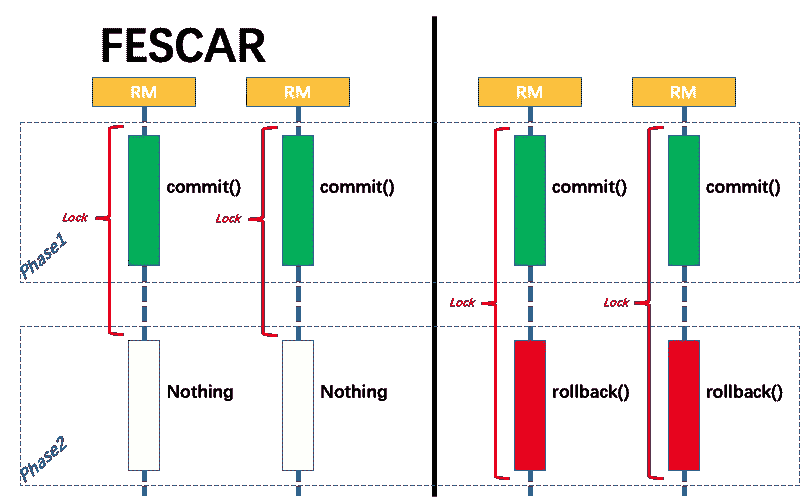 FESCAR
RM
RM
RM
RM
commit()
commit()
commit()
commit()
Lock
Lock
Phase1
Lock
Lock
Nothing
Nothing
rollback()
rollback()
Phase2